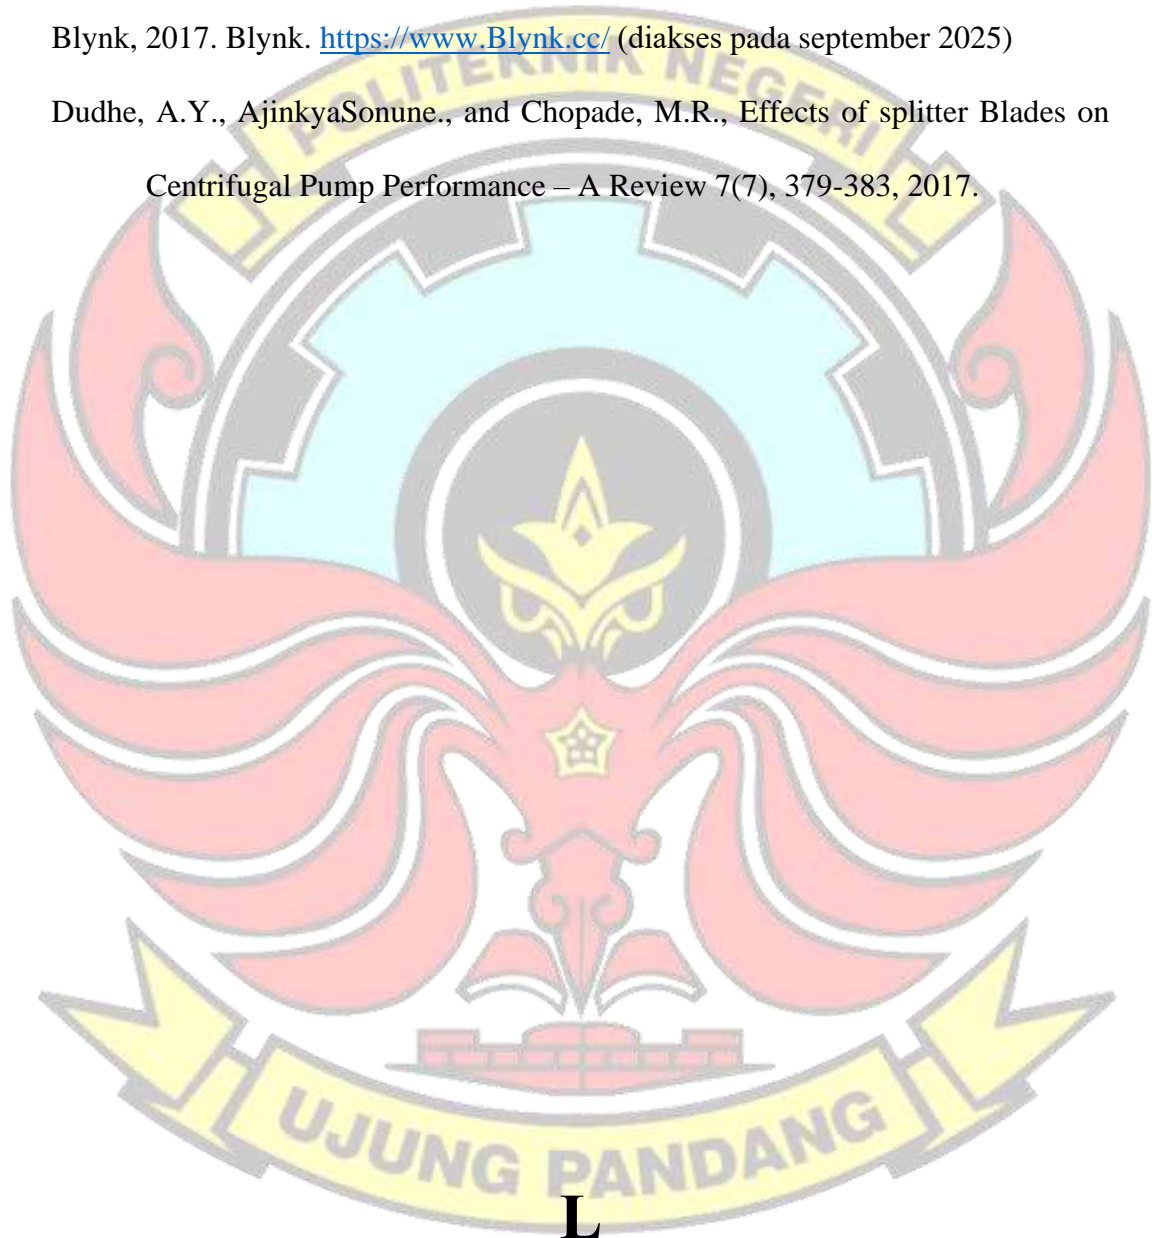 Blynk, 2017. Blynk. https://www.Blynk.cc/ (diakses pada september 2025)
Dudhe, A.Y., AjinkyaSonune., and Chopade, M.R., Effects of splitter Blades on
Centrifugal Pump Performance – A Review 7(7), 379-383, 2017.
POLITEKNIK NEGERI
UJUNG PANDANG
L